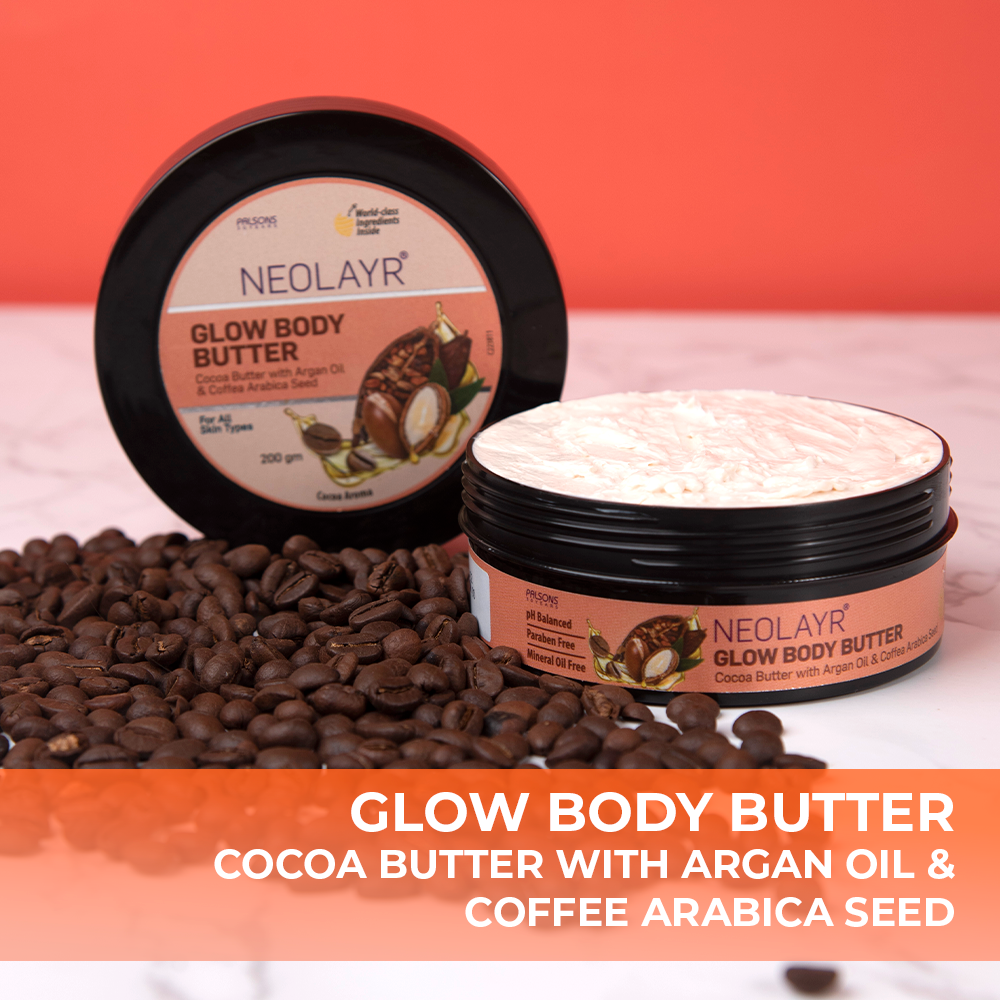 PALSONS
World-class
Ingredients
Inside
NEOLAYR®
GLOW BODY
BUTTER
Cocoa Butter with Argan Oil
& Coffea Arabica Seed
For All
Skin Types
200 gm
Cocoa Aroma
PALSONS
pH Balanced
Paraben Free
Mineral Oil Free
NEOLAYR®
GLOW BODY BUTTER
Cocoa Butter with Argan Oil & Coffea Arabica Seed
GLOW BODY BUTTER
COCOA BUTTER WITH ARGAN OIL &
COFFEE ARABICA SEED